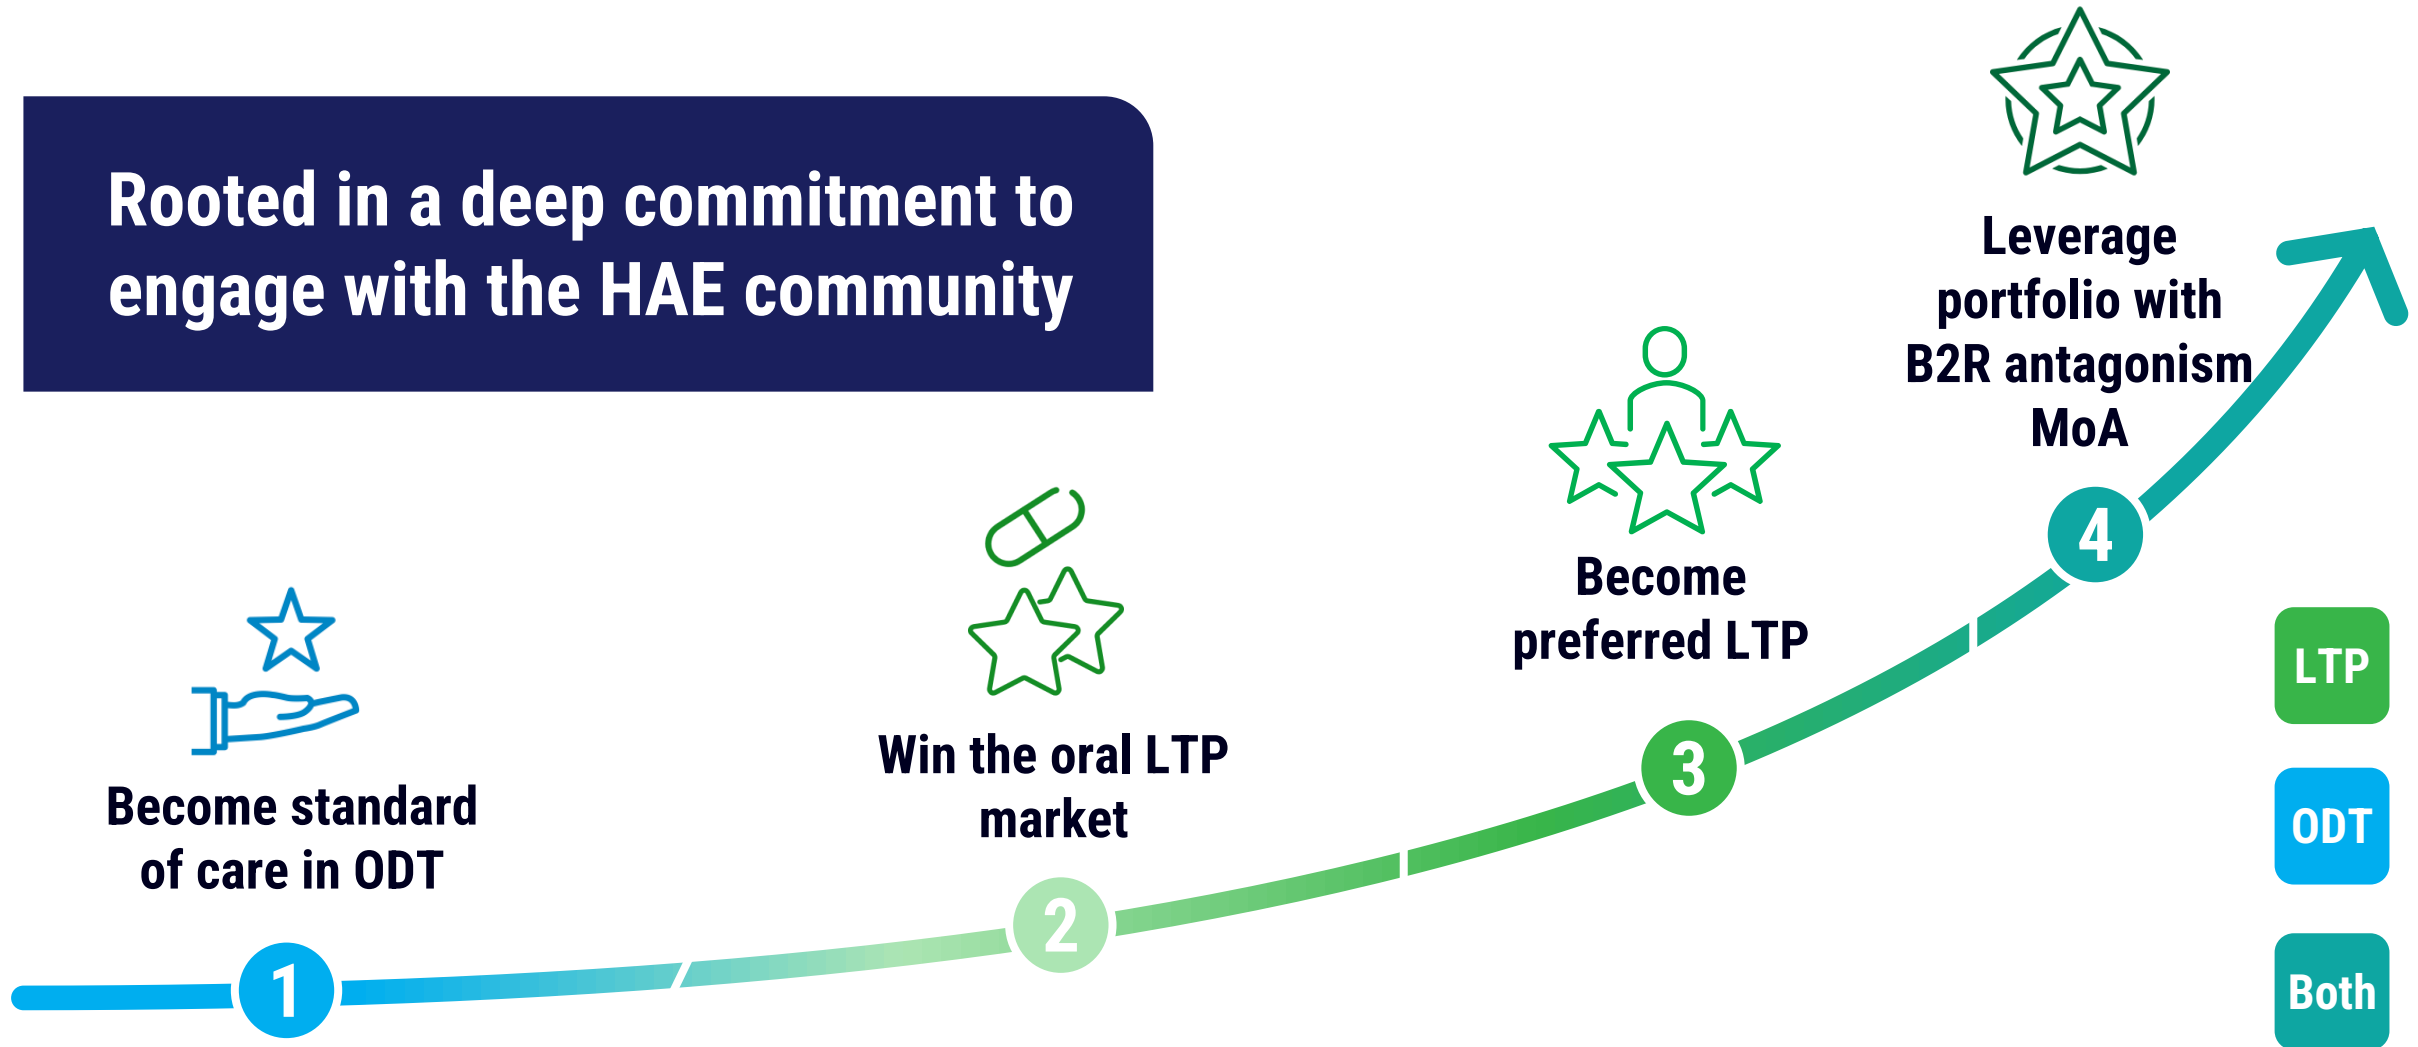 Rooted in a deep commitment to
engage with the HAE community
1
Become standard
of care in ODT
2
Win the oral LTP
market
3
Become
preferred LTP
4
Leverage
portfolio with
B2R antagonism
MoA
LTP
ODT
Both